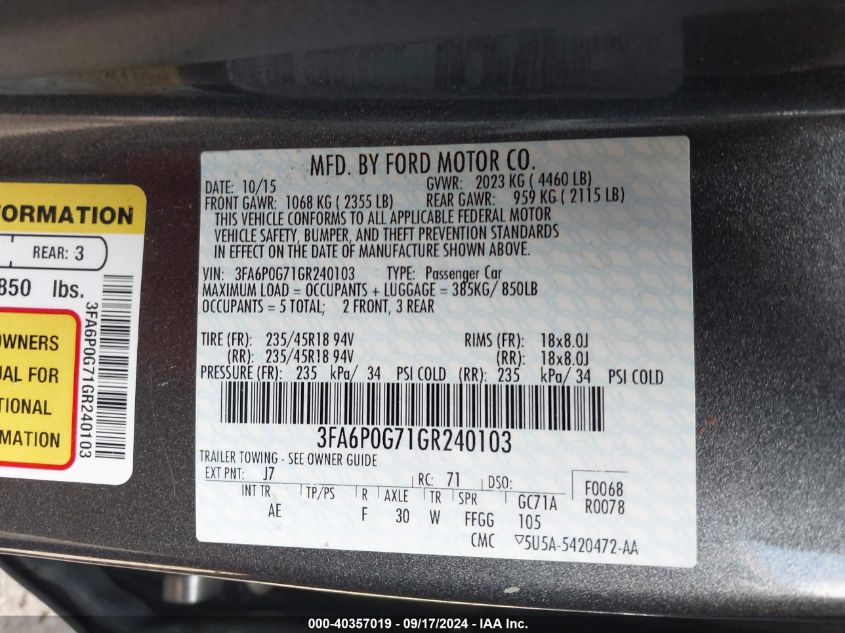 MFD. BY FORD MOTOR CO.
DATE: 10/15 GVWR: 2023 KG ( 4460 LB)
FRONT GAWR: 1068 KG ( 2355 LB) REAR GAWR: 959 KG ( 2115 LB)
THIS VEHICLE CONFORMS TO ALL APPLICABLE FEDERAL MOTOR
VEHICLE SAFETY, BUMPER, AND THEFT PREVENTION STANDARDS
IN EFFECT ON THE DATE OF MANUFACTURE SHOWN ABOVE.
VIN: 3FA6P0G71GR240103 TYPE: Passenger Car
MAXIMUM LOAD = OCCUPANTS + LUGGAGE = 385KG/ 850LB
OCCUPANTS = 5 TOTAL; 2 FRONT, 3 REAR
TIRE (FR): 235/45R18 94V RIMS (FR): 18x8.0J
(RR): 235/45R18 94V (RR): 18x8.0J
PRESSURE (FR): 235 kPa/ 34 PSI COLD (RR): 235 kPa/ 34 PSI COLD
3FA6P0G71GR240103
TRAILER TOWING - SEE OWNER GUIDE
EXT PNT: J7 RC: 71 DSO: F0068
R0078
INT TR TP/PS R AXLE TR SPR GC71A
AE F 30 W FFGG 105
CMC ▽5U5A-5420472-AA
FORMATION
REAR: 3
850 lbs.
OWNERS
UAL FOR
TIONAL
RMATION
3FA6P0G71GR240103
000-40357019 - 09/17/2024 - IAA Inc.